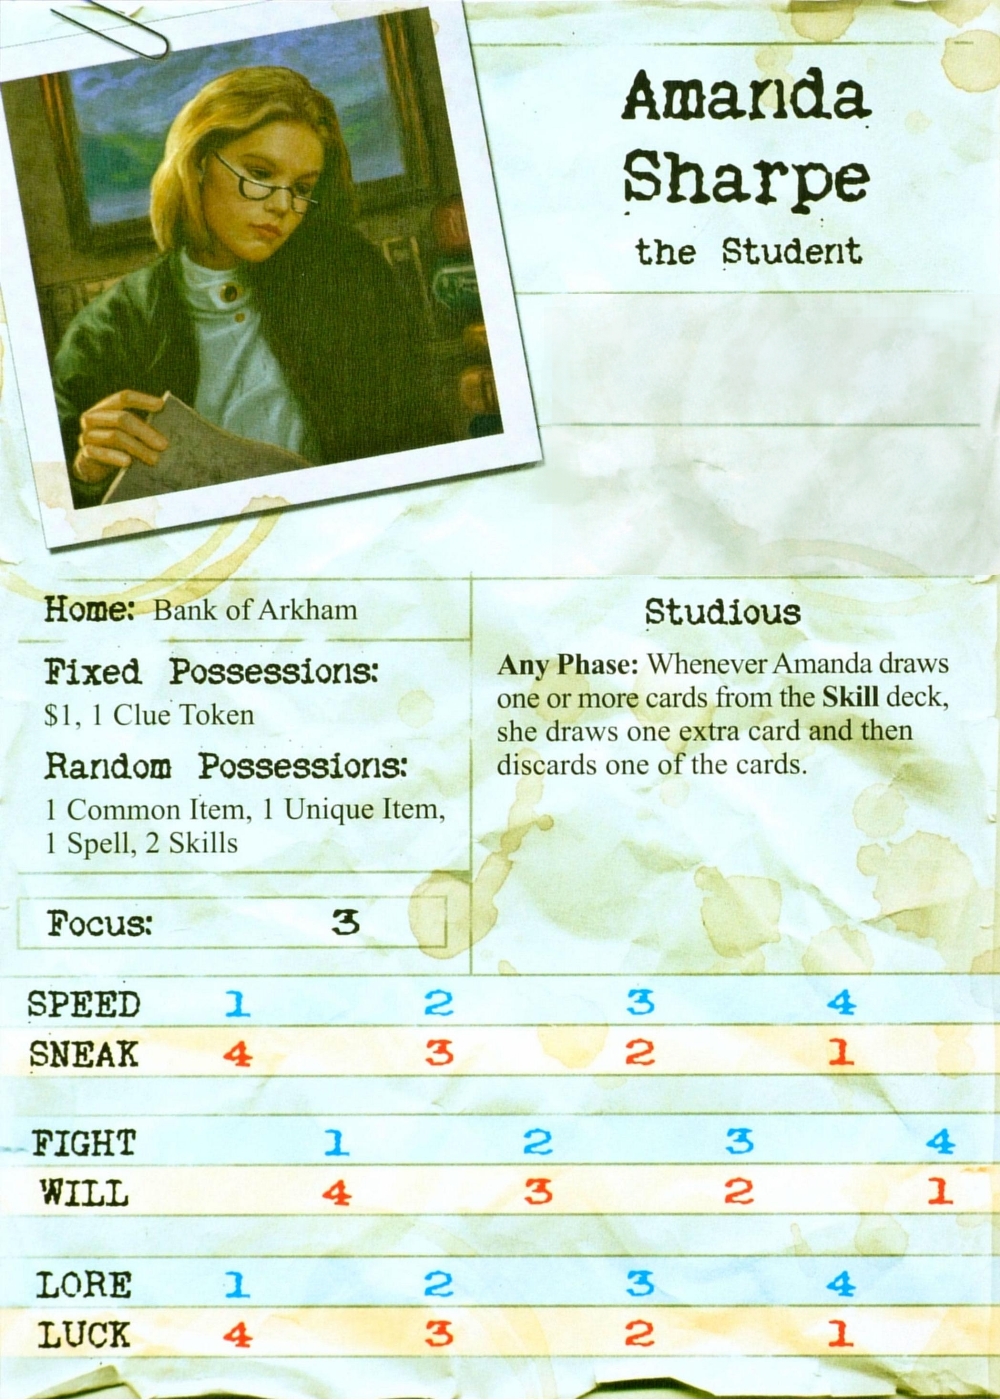 Amanda
Sharpe
the Student
Home: Bank of Arkham
Fixed Possessions:
$1, 1 Clue Token
Random Possessions:
1 Common Item, 1 Unique Item,
1 Spell, 2 Skills
Focus: 3
Studious
Any Phase: Whenever Amanda draws
one or more cards from the Skill deck,
she draws one extra card and then
discards one of the cards.
SPEED 1 2 3 4
SNEAK 4 3 2 1
FIGHT 1 2 3 4
WILL 4 3 2 1
LORE 1 2 3 4
LUCK 4 3 2 1